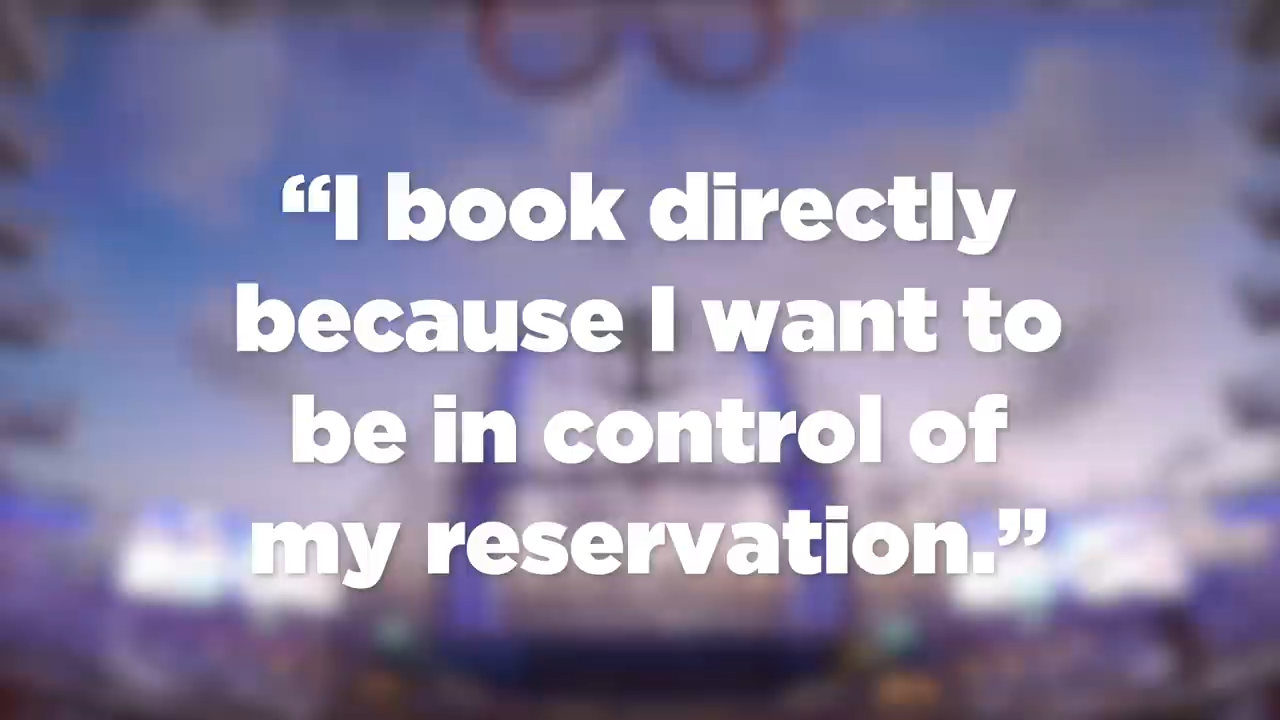 “I book directly
because I want to
be in control of
my reservation.”